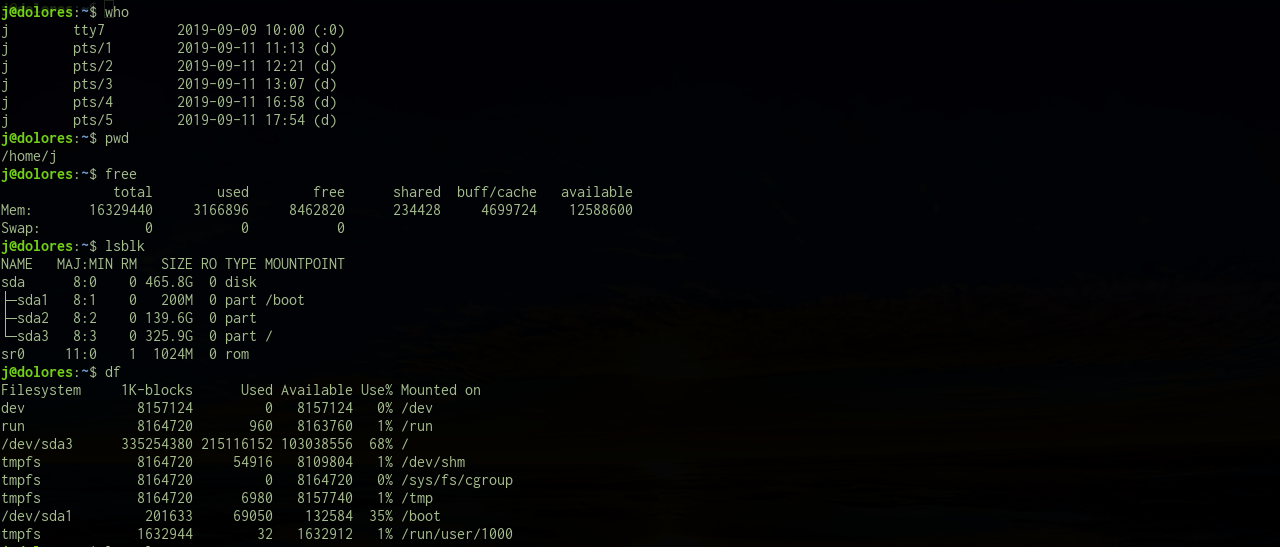 j@dolores:~$ who
j        tty7         2019-09-09 10:00 (:0)
j        pts/1        2019-09-11 11:13 (d)
j        pts/2        2019-09-11 12:21 (d)
j        pts/3        2019-09-11 13:07 (d)
j        pts/4        2019-09-11 16:58 (d)
j        pts/5        2019-09-11 17:54 (d)
j@dolores:~$ pwd
/home/j
j@dolores:~$ free
              total        used        free      shared  buff/cache   available
Mem:       16329440     3166896     8462820      234428     4699724    12588600
Swap:             0           0           0
j@dolores:~$ lsblk
NAME   MAJ:MIN RM   SIZE RO TYPE MOUNTPOINT
sda      8:0    0 465.8G  0 disk
├─sda1   8:1    0   200M  0 part /boot
├─sda2   8:2    0 139.6G  0 part
└─sda3   8:3    0 325.9G  0 part /
sr0     11:0    1  1024M  0 rom
j@dolores:~$ df
Filesystem     1K-blocks      Used Available Use% Mounted on
dev              8157124         0   8157124   0% /dev
run              8164720       960   8163760   1% /run
/dev/sda3      335254380 215116152 103038556  68% /
tmpfs            8164720     54916   8109804   1% /dev/shm
tmpfs            8164720         0   8164720   0% /sys/fs/cgroup
tmpfs            8164720      6980   8157740   1% /tmp
/dev/sda1         201633     69050    132584  35% /boot
tmpfs            1632944        32   1632912   1% /run/user/1000